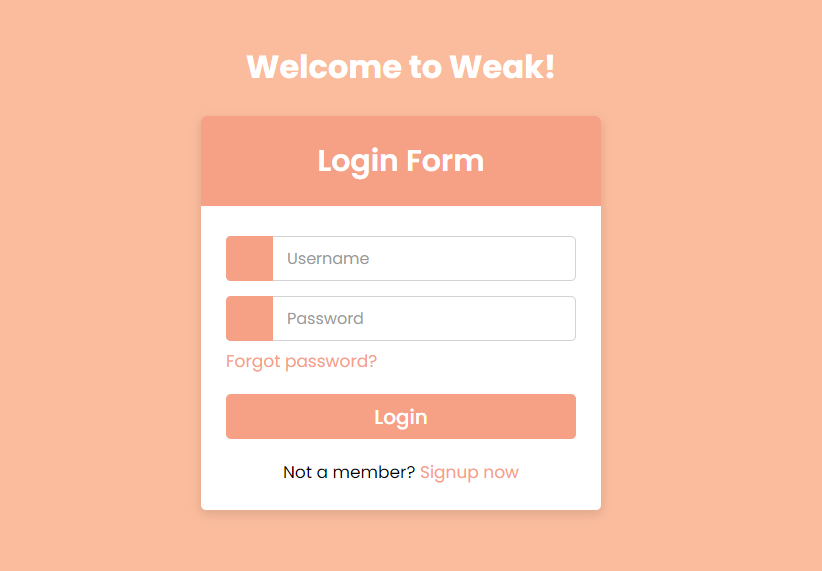 Welcome to Weak!
Login Form
Username
Password
Forgot password?
Login
Not a member? Signup now